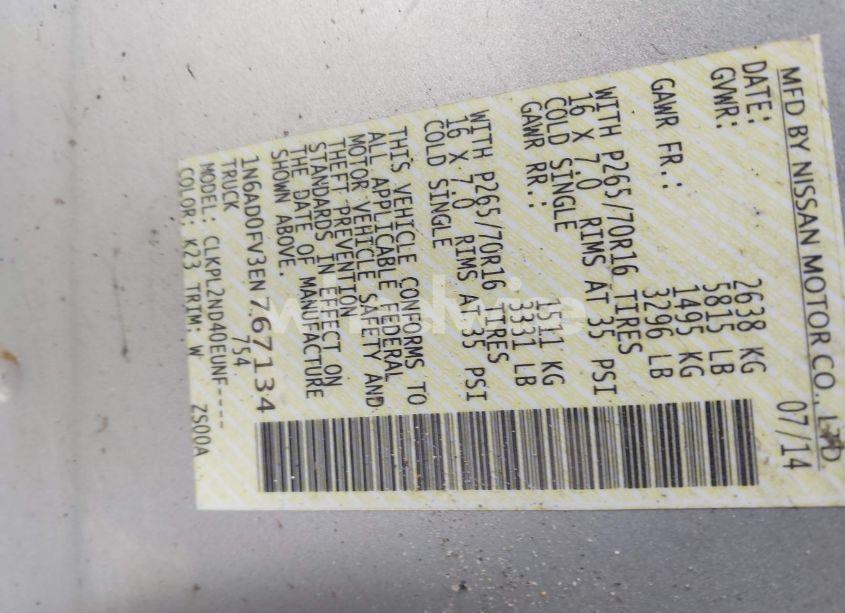 MFD BY NISSAN MOTOR CO., LTD.
DATE: 07/14
GVWR: 2638 KG
5815 LB
GAWR FR.: 1495 KG
3296 LB
WITH P265/70R16 TIRES
16 X 7.0 RIMS AT 35 PSI
COLD SINGLE
GAWR RR.: 1511 KG
3331 LB
WITH P265/70R16 TIRES
16 X 7.0 RIMS AT 35 PSI
COLD SINGLE
THIS VEHICLE CONFORMS TO
ALL APPLICABLE FEDERAL
MOTOR VEHICLE SAFETY AND
THEFT PREVENTION
STANDARDS IN EFFECT ON
THE DATE OF MANUFACTURE
SHOWN ABOVE.
1N6AD0FV3EN767134
TRUCK 754
MODEL: CLKPL2ND40EUNF----
COLOR: K23 TRIM: W ZS00A